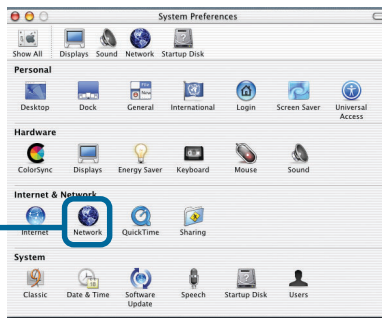 System Preferences
Show All Displays Sound Network Startup Disk
Personal
Desktop Dock General International Login Screen Saver Universal Access
Hardware
ColorSync Displays Energy Saver Keyboard Mouse Sound
Internet & Network
Internet Network QuickTime Sharing
System
Classic Date & Time Software Update Speech Startup Disk Users